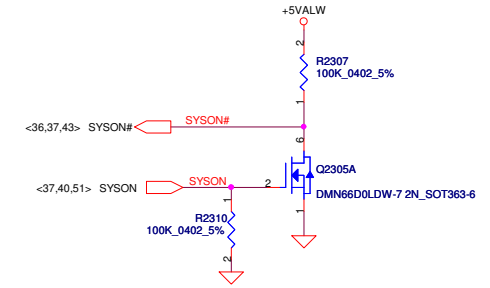 +5VALW
2
R2307
100K_0402_5%
1
<36,37,43> SYSON# SYSON#
6
Q2305A
<37,40,51> SYSON SYSON 2
DMN66D0LDW-7 2N_SOT363-6
1 1
R2310
100K_0402_5%
2